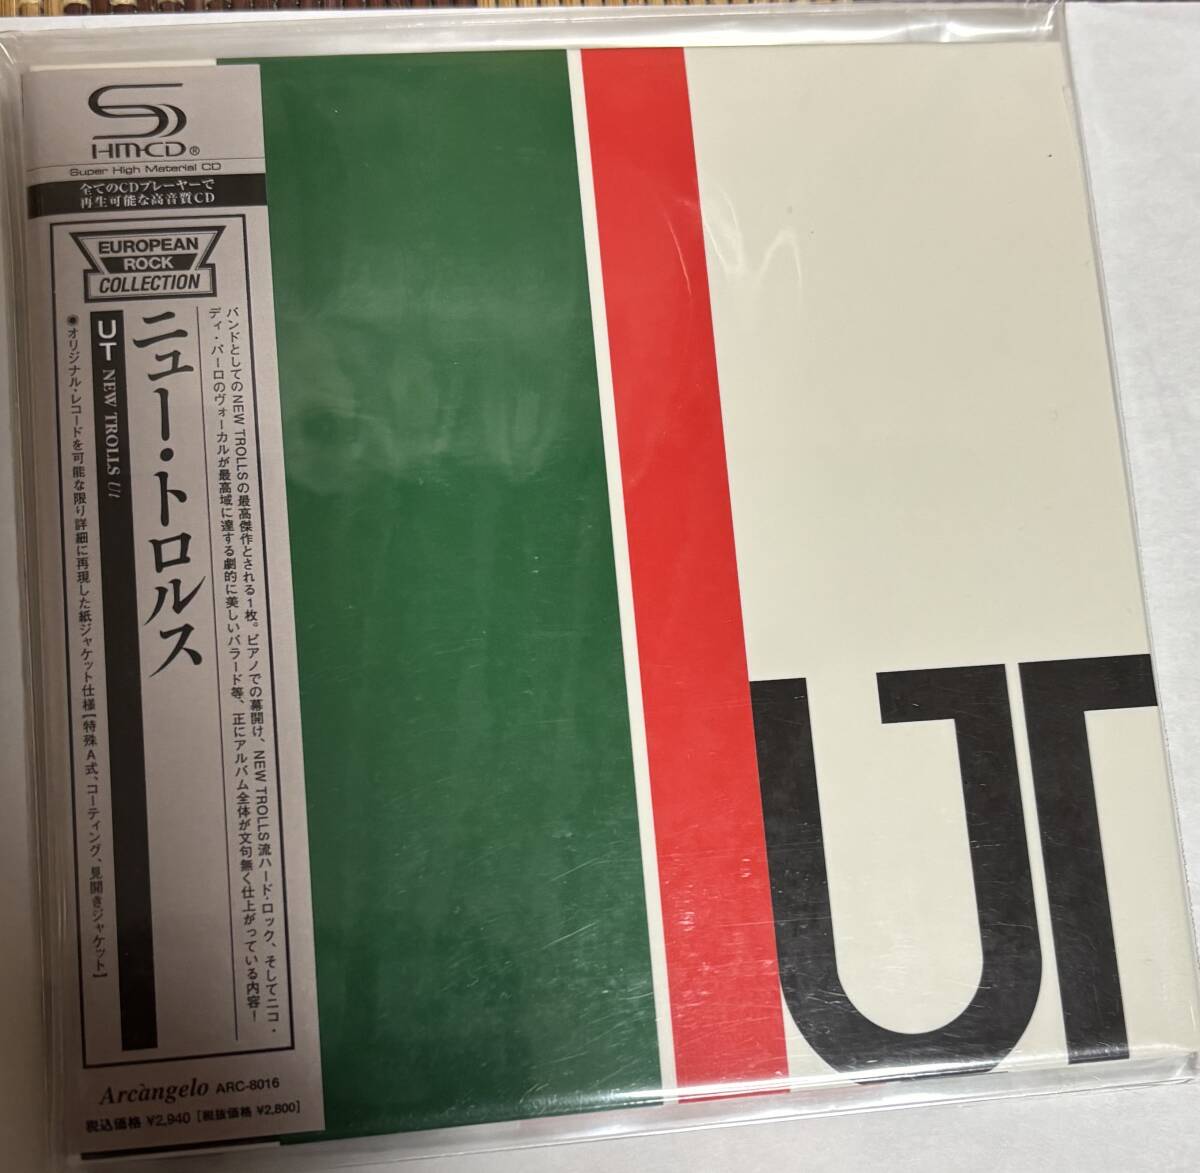 HM-CD®
Super High Material CD
全てのCDプレーヤーで
再生可能な高音質CD
EUROPEAN
ROCK
COLLECTION
バンドとしてのNEW TROLLSの最高傑作とされる1枚。ピアノでの幕開け、NEW TROLLS流ハード・ロック、そしてニコ・
ディ・パーロのヴォーカルが最高域に達する劇的に美しいバラード等、正にアルバム全体が文句無く仕上がっている内容！
ニュー・トロルス
UT NEW TROLLS Ut
◉オリジナル・レコードを可能な限り詳細に再現した紙ジャケット仕様【特殊A式、コーティング、見開きジャケット】
Arcàngelo ARC-8016
税込価格 ¥2,940 [税抜価格 ¥2,800]
UT